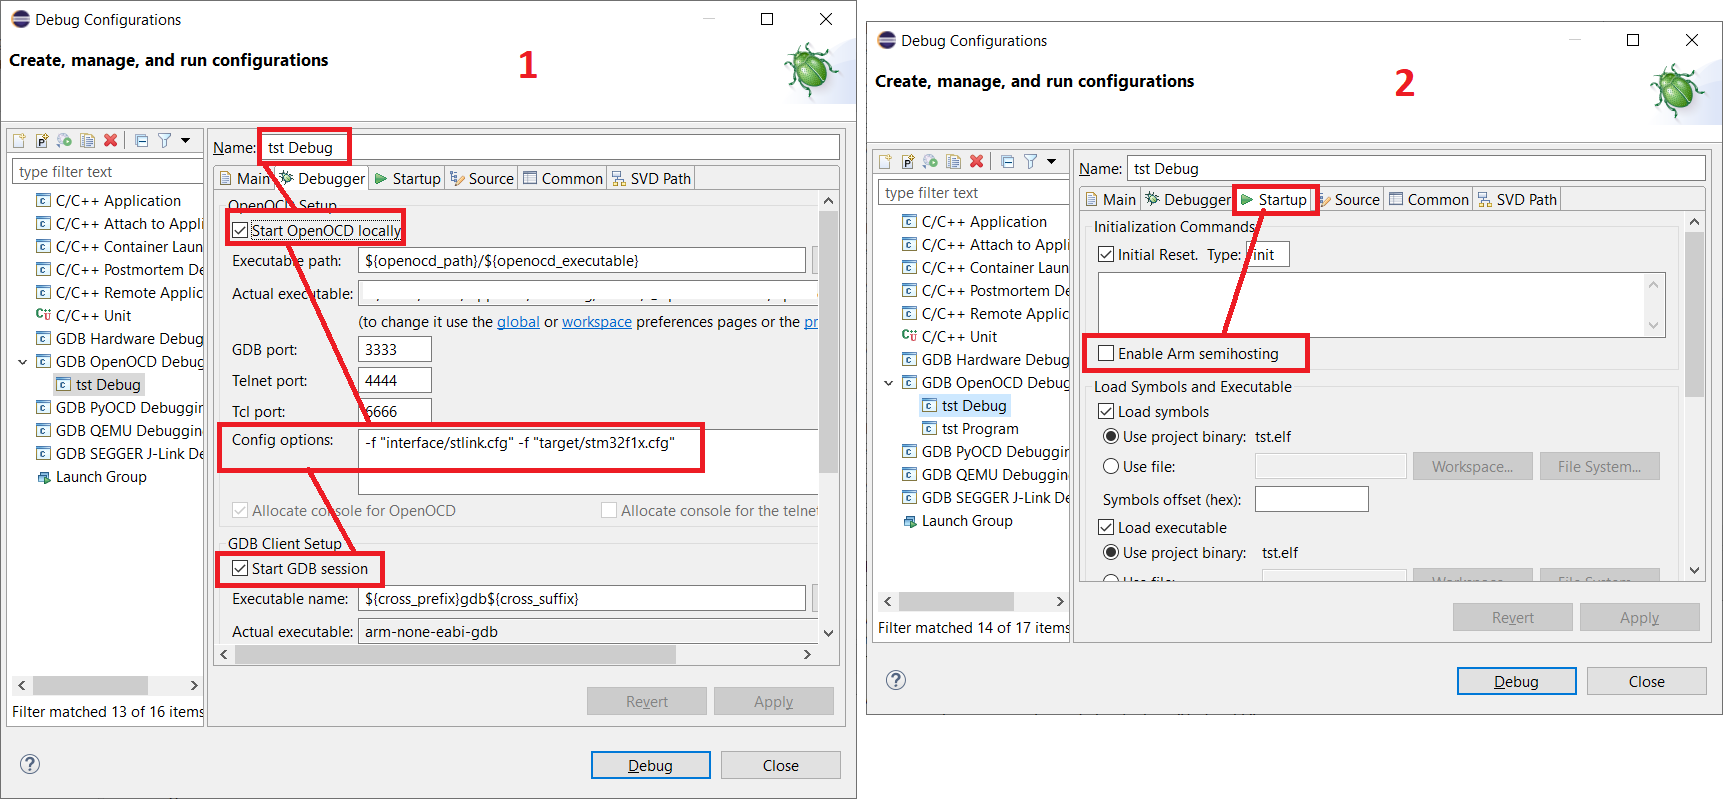 Debug Configurations
Create, manage, and run configurations
1
type filter text
C/C++ Application
C/C++ Attach to Appli
C/C++ Container Laun
C/C++ Postmortem De
C/C++ Remote Applic
C/C++ Unit
GDB Hardware Debug
GDB OpenOCD Debug
tst Debug
GDB PyOCD Debuggin
GDB QEMU Debugging
GDB SEGGER J-Link De
Launch Group
Filter matched 13 of 16 items
Name: tst Debug
Main Debugger Startup Source Common SVD Path
OpenOCD Setup
Start OpenOCD locally
Executable path: ${openocd_path}/${openocd_executable}
Actual executable:
(to change it use the global or workspace preferences pages or the pr
GDB port: 3333
Telnet port: 4444
Tcl port: 6666
Config options: -f "interface/stlink.cfg" -f "target/stm32f1x.cfg"
Allocate console for OpenOCD Allocate console for the telnet
GDB Client Setup
Start GDB session
Executable name: ${cross_prefix}gdb${cross_suffix}
Actual executable: arm-none-eabi-gdb
Revert Apply
Debug Close
Debug Configurations
Create, manage, and run configurations
2
type filter text
C/C++ Application
C/C++ Attach to Appli
C/C++ Container Laun
C/C++ Postmortem De
C/C++ Remote Applic
C/C++ Unit
GDB Hardware Debug
GDB OpenOCD Debug
tst Debug
tst Program
GDB PyOCD Debuggin
GDB QEMU Debugging
GDB SEGGER J-Link De
Launch Group
Filter matched 14 of 17 items
Name: tst Debug
Main Debugger Startup Source Common SVD Path
Initialization Commands
Initial Reset. Type: init
Enable Arm semihosting
Load Symbols and Executable
Load symbols
Use project binary: tst.elf
Use file: Workspace... File System...
Symbols offset (hex):
Load executable
Use project binary: tst.elf
Use file: Workspace... File System...
Revert Apply
Debug Close